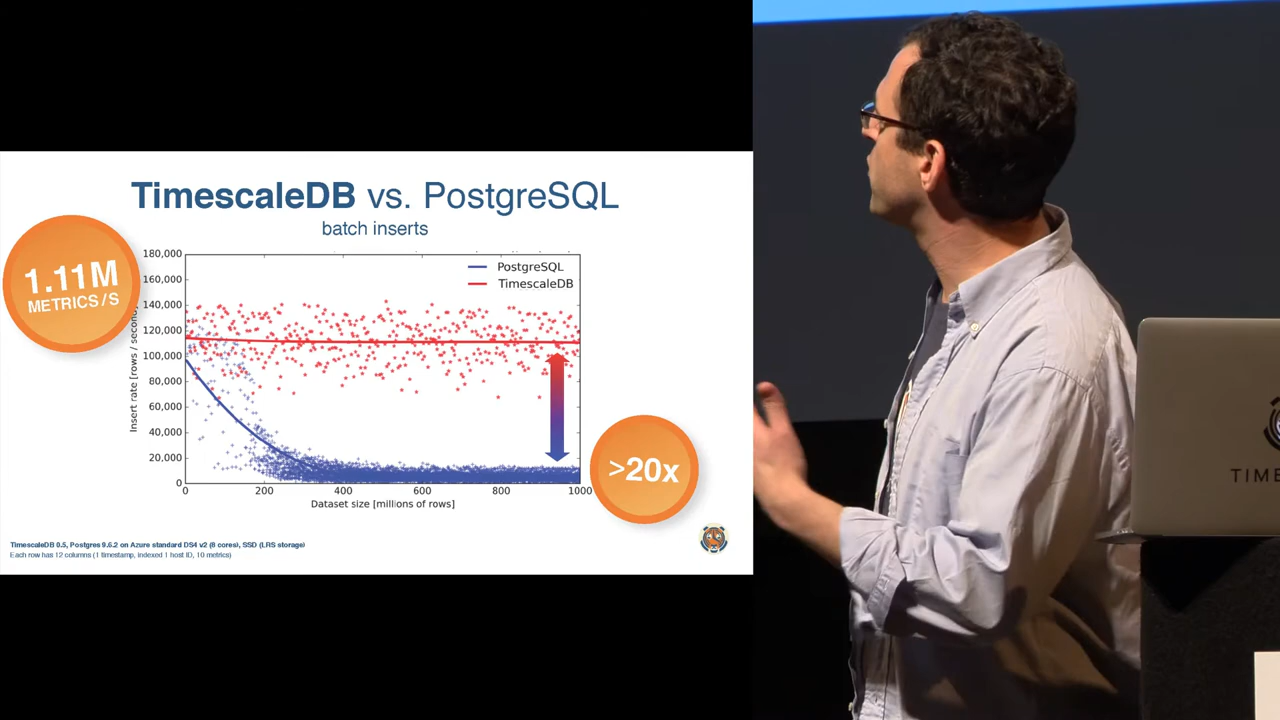 TimescaleDB vs. PostgreSQL
batch inserts
1.11M
METRICS/S
180,000
160,000
140,000
120,000
100,000
80,000
60,000
40,000
20,000
0
Insert rate [rows / second]
PostgreSQL
TimescaleDB
>20x
0 200 400 600 800 1000
Dataset size [millions of rows]
TimescaleDB 0.5, Postgres 9.6.2 on Azure standard DS4 v2 (8 cores), SSD (LRS storage)
Each row has 12 columns (1 timestamp, indexed 1 host ID, 10 metrics)
TIME